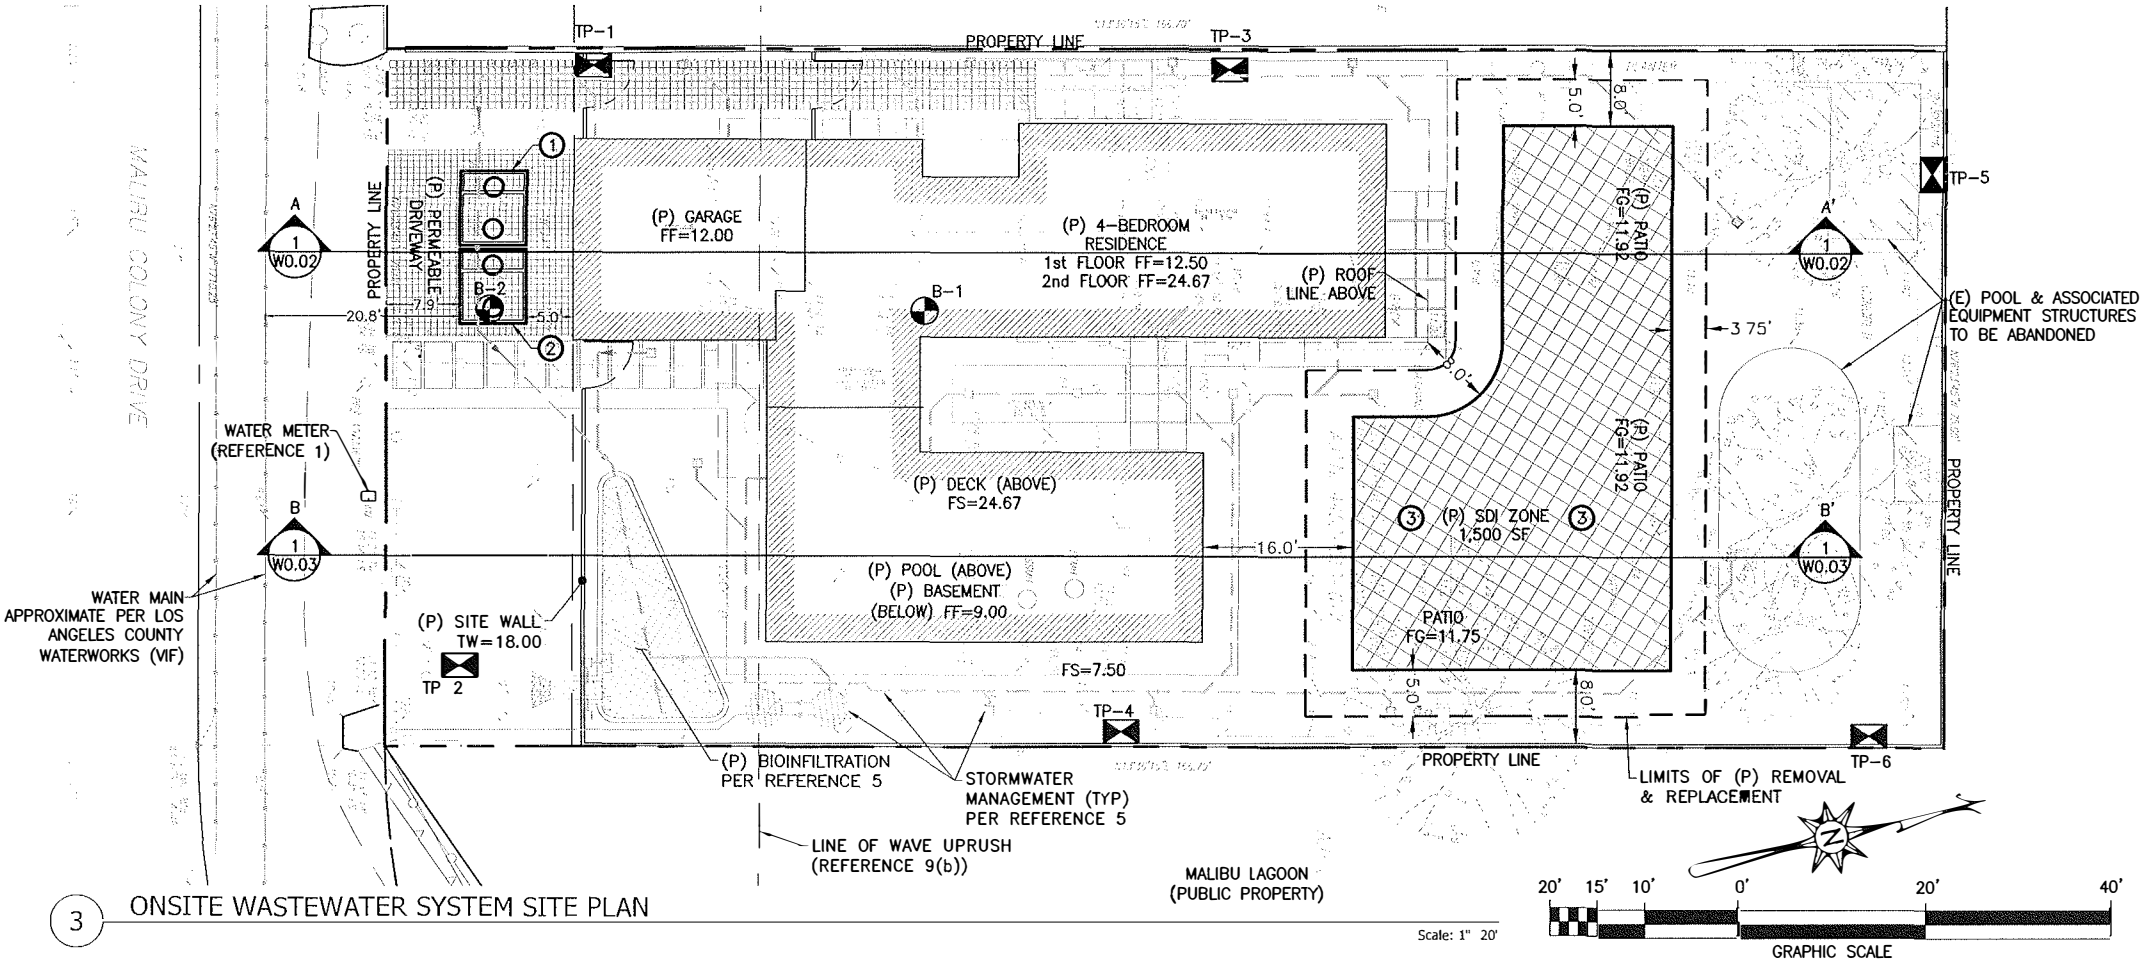 TP-1
PROPERTY LINE
TP-3
5.0'
8.0'
MALIBU COLONY DRIVE
1
PROPERTY LINE
(P) PERMEABLE
DRIVEWAY
TP-5
(P) PATIO
FG=11.92
A
1
W0.02
(P) GARAGE
FF=12.00
(P) 4-BEDROOM
RESIDENCE
1st FLOOR FF=12.50
2nd FLOOR FF=24.67
A'
1
W0.02
(P) ROOF
LINE ABOVE
B-2
B-1
7.9'
20.8'
5.0'
2
(E) POOL & ASSOCIATED
EQUIPMENT STRUCTURES
TO BE ABANDONED
3.75'
8.0'
WATER METER
(REFERENCE 1)
(P) PATIO
FG=11.92
(P) DECK (ABOVE)
FS=24.67
PROPERTY LINE
B
1
W0.03
3
(P) SDI ZONE
1,500 SF
3
B'
1
W0.03
16.0'
(P) POOL (ABOVE)
(P) BASEMENT
(BELOW) FF=9.00
WATER MAIN
APPROXIMATE PER LOS
ANGELES COUNTY
WATERWORKS (VIF)
(P) SITE WALL
TW=18.00
PATIO
FG=11.75
TP 2
FS=7.50
5.0'
8.0'
TP-4
TP-6
(P) BIOINFILTRATION
PER REFERENCE 5
STORMWATER
MANAGEMENT (TYP)
PER REFERENCE 5
PROPERTY LINE
LIMITS OF (P) REMOVAL
& REPLACEMENT
LINE OF WAVE UPRUSH
(REFERENCE 9(b))
MALIBU LAGOON
(PUBLIC PROPERTY)
N
3
ONSITE WASTEWATER SYSTEM SITE PLAN
Scale: 1" 20'
20' 15' 10' 0' 20' 40'
GRAPHIC SCALE